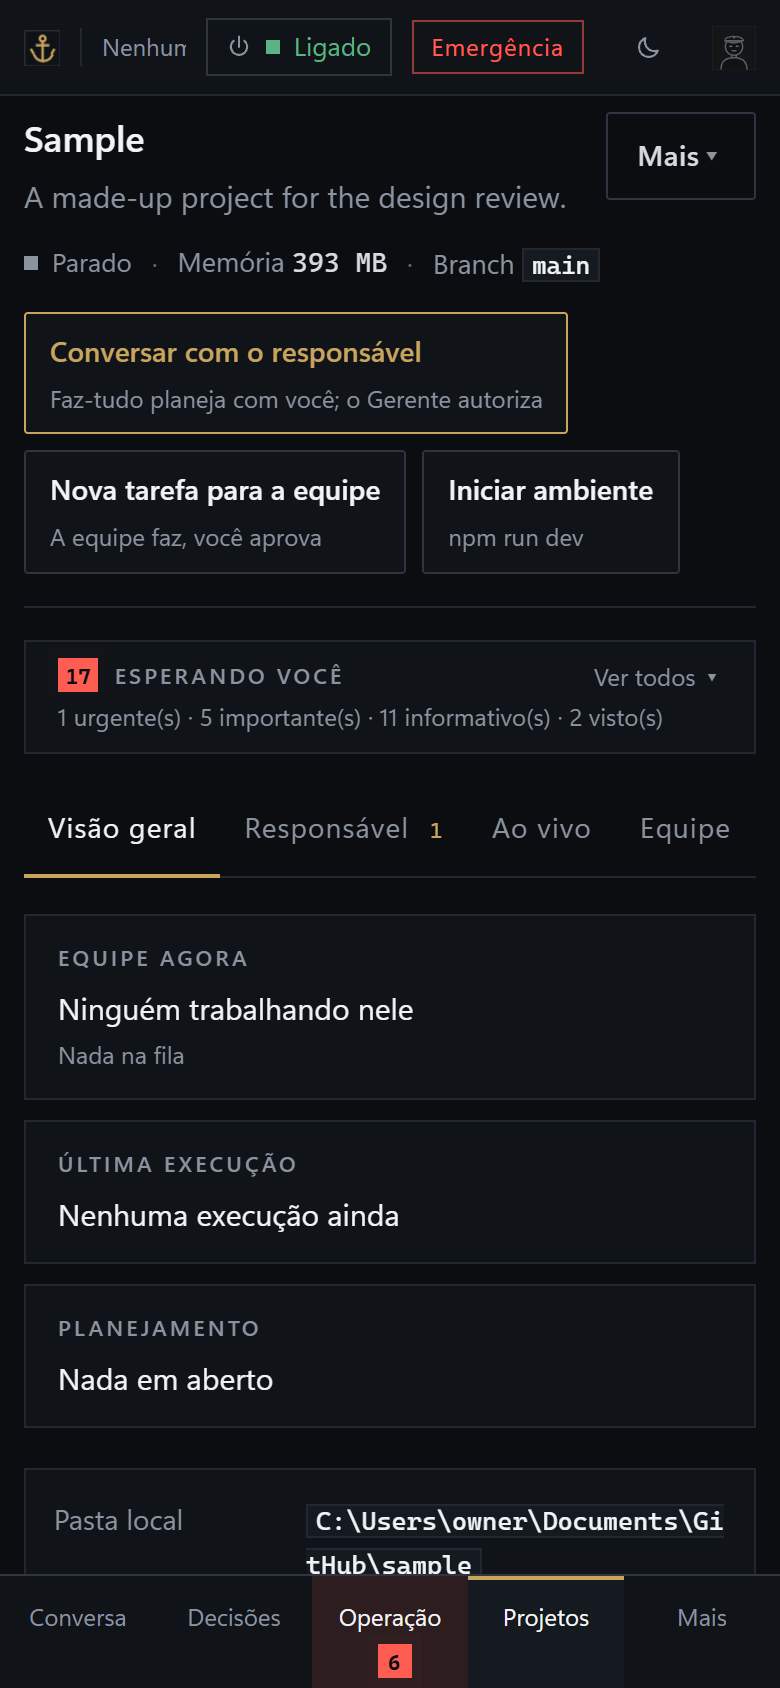 Ligado
Emergência
Sample
Mais
A made-up project for the design review.
Parado · Memória 393 MB · Branch main
Conversar com o responsável
Faz-tudo planeja com você; o Gerente autoriza
Nova tarefa para a equipe
A equipe faz, você aprova
Iniciar ambiente
npm run dev
17 ESPERANDO VOCÊ
Ver todos
1 urgente(s) · 5 importante(s) · 11 informativo(s) · 2 visto(s)
Visão geral
Responsável 1
Ao vivo
Equipe
EQUIPE AGORA
Ninguém trabalhando nele
Nada na fila
ÚLTIMA EXECUÇÃO
Nenhuma execução ainda
PLANEJAMENTO
Nada em aberto
Pasta local
C:\Users\owner\Documents\Gi
tHub\sample
Conversa
Decisões
Operação
6
Projetos
Mais